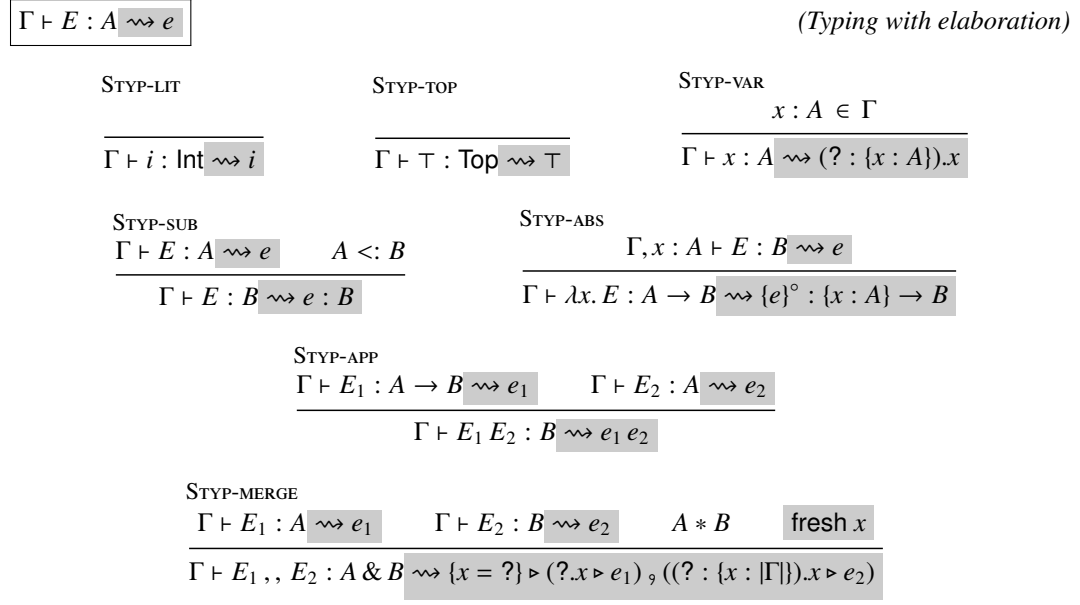 Γ ⊢ E : A ⇝ e (Typing with elaboration)
Styp-lit Styp-top Styp-var
x : A ∈ Γ
Γ ⊢ i : Int ⇝ i Γ ⊢ ⊤ : Top ⇝ ⊤ Γ ⊢ x : A ⇝ (? : {x : A}).x
Styp-sub Styp-abs
Γ ⊢ E : A ⇝ e A <: B Γ, x : A ⊢ E : B ⇝ e
Γ ⊢ E : B ⇝ e : B Γ ⊢ λx. E : A → B ⇝ {e}° : {x : A} → B
Styp-app
Γ ⊢ E₁ : A → B ⇝ e₁ Γ ⊢ E₂ : A ⇝ e₂
Γ ⊢ E₁ E₂ : B ⇝ e₁ e₂
Styp-merge
Γ ⊢ E₁ : A ⇝ e₁ Γ ⊢ E₂ : B ⇝ e₂ A ∗ B fresh x
Γ ⊢ E₁ ,, E₂ : A & B ⇝ {x = ?} ▹ (?.x ▹ e₁) ⨟ ((? : {x : |Γ|}).x ▹ e₂)